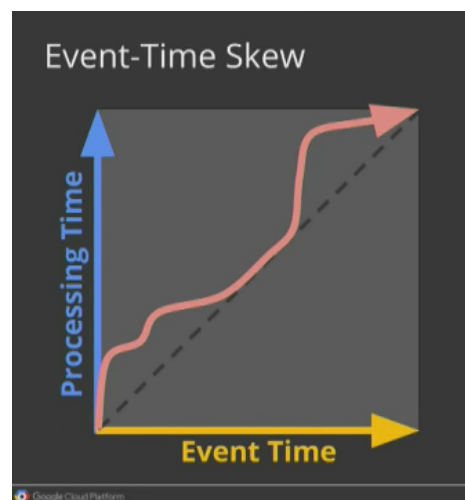 Event-Time Skew
Processing Time
Event Time
Google Cloud Platform